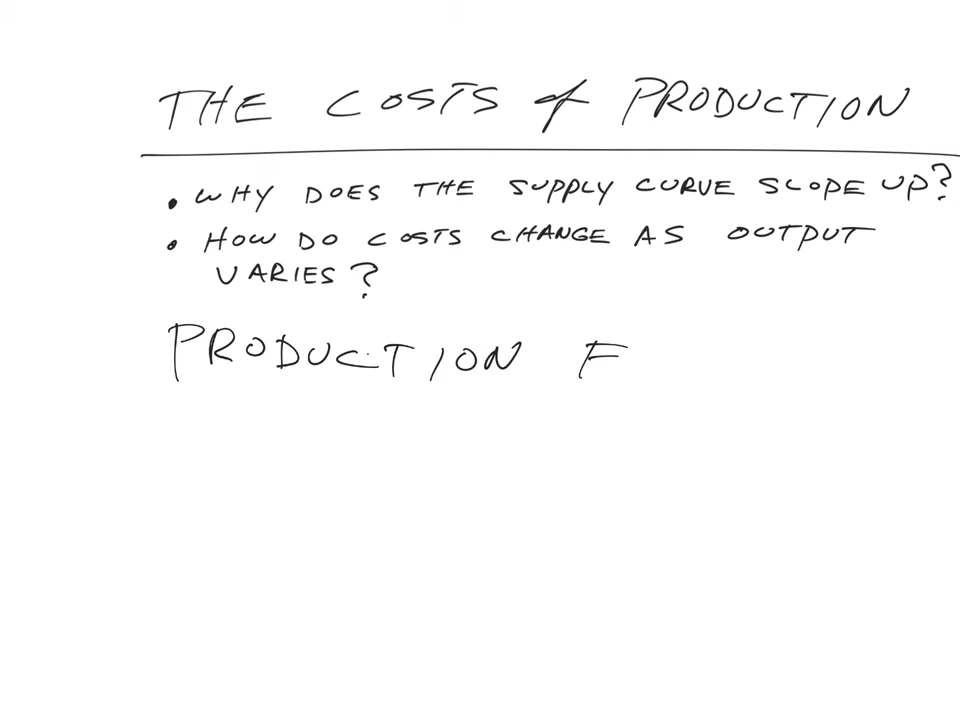 THE COSTS of PRODUCTION
• WHY DOES THE SUPPLY CURVE SLOPE UP?
• HOW DO COSTS CHANGE AS OUTPUT
VARIES?
PRODUCTION F